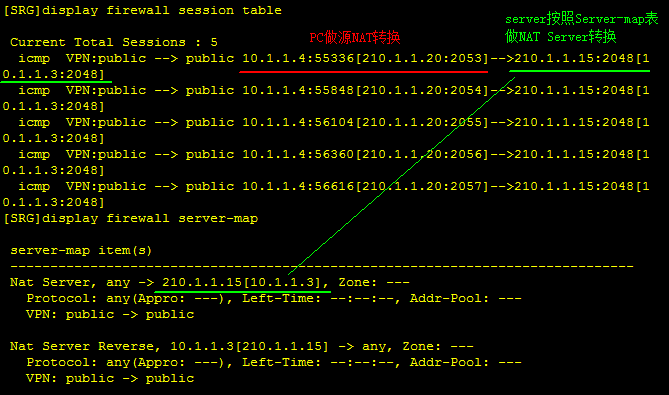 [SRG]display firewall session table
server按照Server-map表
做NAT Server转换
PC做源NAT转换
Current Total Sessions : 5
icmp VPN:public --> public 10.1.1.4:55336[210.1.1.20:2053]-->210.1.1.15:2048[1
0.1.1.3:2048]
icmp VPN:public --> public 10.1.1.4:55848[210.1.1.20:2054]-->210.1.1.15:2048[1
0.1.1.3:2048]
icmp VPN:public --> public 10.1.1.4:56104[210.1.1.20:2055]-->210.1.1.15:2048[1
0.1.1.3:2048]
icmp VPN:public --> public 10.1.1.4:56360[210.1.1.20:2056]-->210.1.1.15:2048[1
0.1.1.3:2048]
icmp VPN:public --> public 10.1.1.4:56616[210.1.1.20:2057]-->210.1.1.15:2048[1
0.1.1.3:2048]
[SRG]display firewall server-map
server-map item(s)
------------------------------------------------------------------------------
Nat Server, any -> 210.1.1.15[10.1.1.3], Zone: ---
Protocol: any(Appro: ---), Left-Time: --:--:--, Addr-Pool: ---
VPN: public -> public
Nat Server Reverse, 10.1.1.3[210.1.1.15] -> any, Zone: ---
Protocol: any(Appro: ---), Left-Time: --:--:--, Addr-Pool: ---
VPN: public -> public